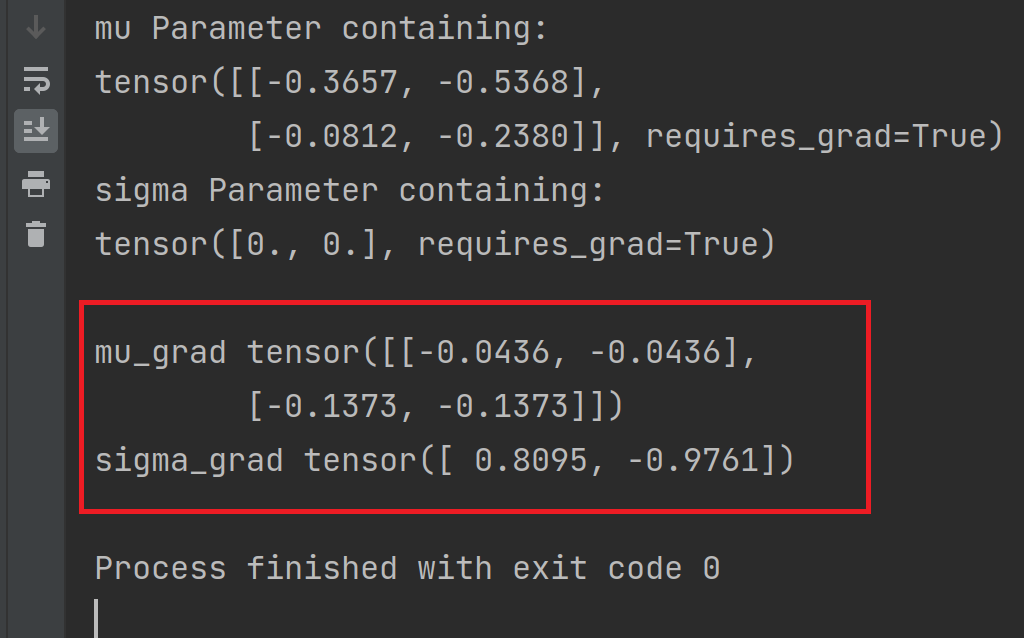 mu Parameter containing:
tensor([[-0.3657, -0.5368],
        [-0.0812, -0.2380]], requires_grad=True)
sigma Parameter containing:
tensor([0., 0.], requires_grad=True)
mu_grad tensor([[-0.0436, -0.0436],
        [-0.1373, -0.1373]])
sigma_grad tensor([ 0.8095, -0.9761])
Process finished with exit code 0